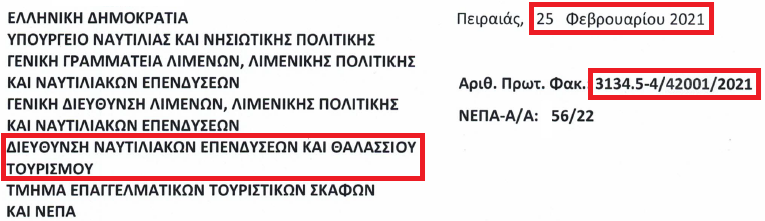 ΕΛΛΗΝΙΚΗ ΔΗΜΟΚΡΑΤΙΑ
ΥΠΟΥΡΓΕΙΟ ΝΑΥΤΙΛΙΑΣ ΚΑΙ ΝΗΣΙΩΤΙΚΗΣ ΠΟΛΙΤΙΚΗΣ
ΓΕΝΙΚΗ ΓΡΑΜΜΑΤΕΙΑ ΛΙΜΕΝΩΝ, ΛΙΜΕΝΙΚΗΣ ΠΟΛΙΤΙΚΗΣ
ΚΑΙ ΝΑΥΤΙΛΙΑΚΩΝ ΕΠΕΝΔΥΣΕΩΝ
ΓΕΝΙΚΗ ΔΙΕΥΘΥΝΣΗ ΛΙΜΕΝΩΝ, ΛΙΜΕΝΙΚΗΣ ΠΟΛΙΤΙΚΗΣ
ΚΑΙ ΝΑΥΤΙΛΙΑΚΩΝ ΕΠΕΝΔΥΣΕΩΝ
ΔΙΕΥΘΥΝΣΗ ΝΑΥΤΙΛΙΑΚΩΝ ΕΠΕΝΔΥΣΕΩΝ ΚΑΙ ΘΑΛΑΣΣΙΟΥ
ΤΟΥΡΙΣΜΟΥ
ΤΜΗΜΑ ΕΠΑΓΓΕΛΜΑΤΙΚΩΝ ΤΟΥΡΙΣΤΙΚΩΝ ΣΚΑΦΩΝ
ΚΑΙ ΝΕΠΑ
Πειραιάς, 25 Φεβρουαρίου 2021
Αριθ. Πρωτ. Φακ. 3134.5-4/42001/2021
ΝΕΠΑ-Α/Α: 56/22